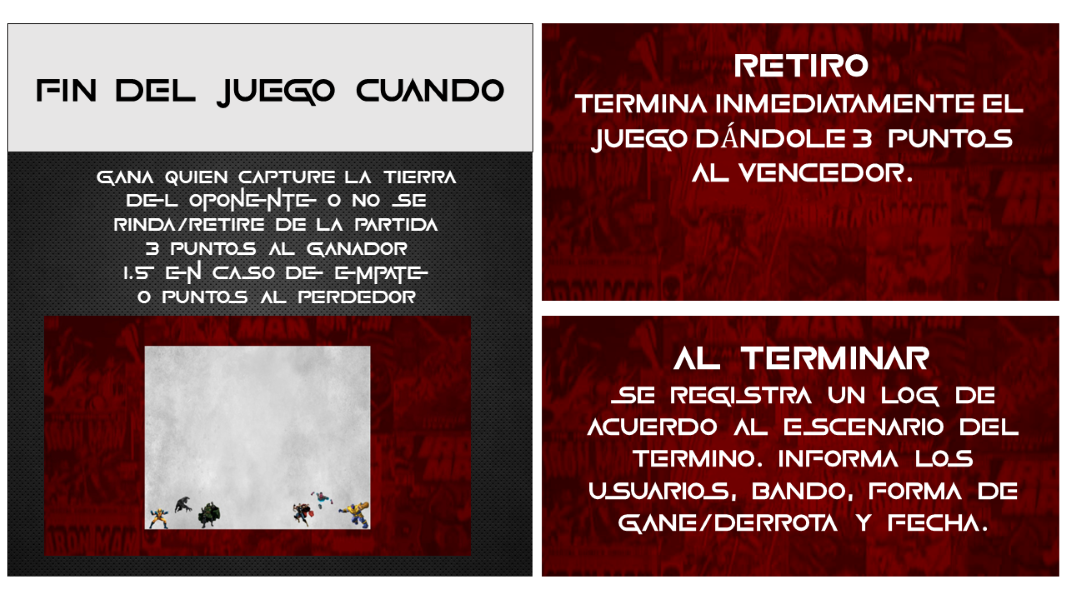 FIN DEL JUEGO CUANDO
GANA QUIEN CAPTURE LA TIERRA
DEL OPONENTE O NO SE
RINDA/RETIRE DE LA PARTIDA
3 PUNTOS AL GANADOR
1.5 EN CASO DE EMPATE
0 PUNTOS AL PERDEDOR
RETIRO
TERMINA INMEDIATAMENTE EL
JUEGO DÁNDOLE 3 PUNTOS
AL VENCEDOR.
AL TERMINAR
SE REGISTRA UN LOG DE
ACUERDO AL ESCENARIO DEL
TERMINO. INFORMA LOS
USUARIOS, BANDO, FORMA DE
GANE/DERROTA Y FECHA.